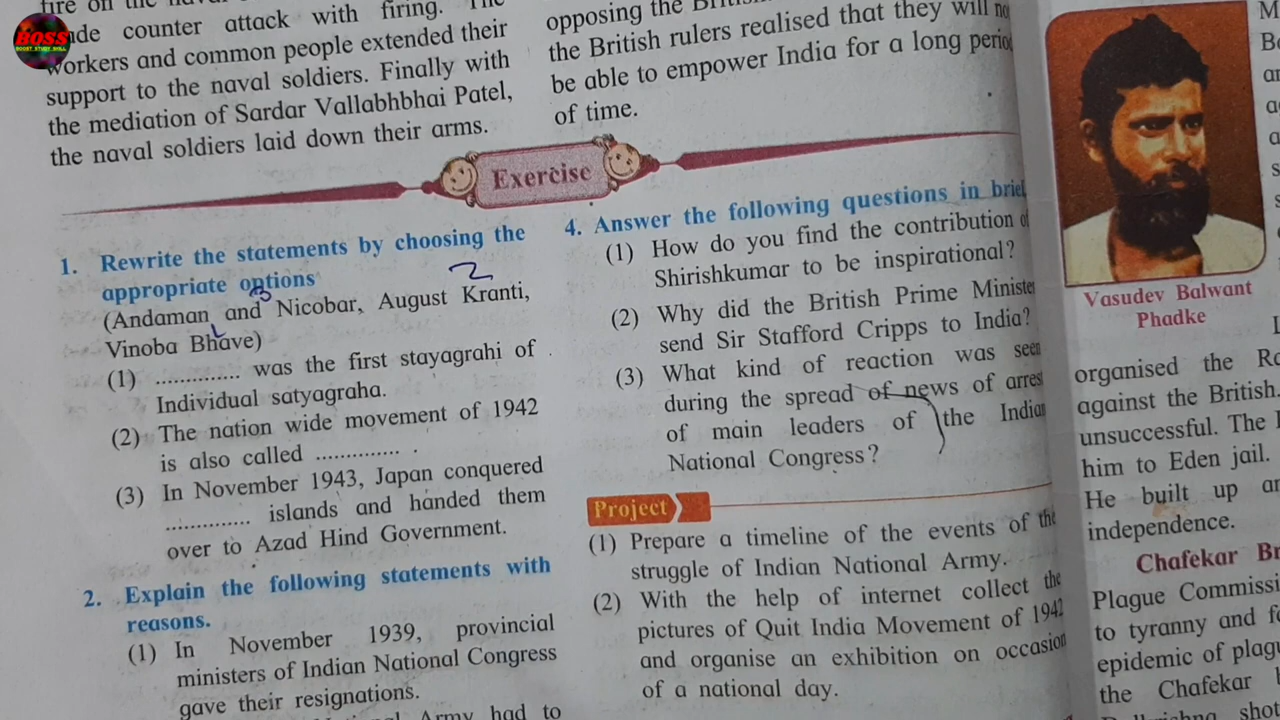 BOSS
BOOST STUDY SKILL
fire on the naval
made counter attack with firing. The
workers and common people extended their
support to the naval soldiers. Finally with
the mediation of Sardar Vallabhbhai Patel,
the naval soldiers laid down their arms.
opposing the
the British rulers realised that they will
be able to empower India for a long
of time.
Exercise
1. Rewrite the statements by choosing the
appropriate options
2
3
(Andaman and Nicobar, August Kranti,
Vinoba Bhave)
(1) .............. was the first stayagrahi of
Individual satyagraha.
(2) The nation wide movement of 1942
is also called .............. .
(3) In November 1943, Japan conquered
.............. islands and handed them
over to Azad Hind Government.
2. Explain the following statements with
reasons.
(1) In November 1939, provincial
ministers of Indian National Congress
gave their resignations.
Army had to
4. Answer the following questions in brief
(1) How do you find the contribution of
Shirishkumar to be inspirational?
(2) Why did the British Prime Minister
send Sir Stafford Cripps to India?
(3) What kind of reaction was seen
during the spread of news of arrest
of main leaders of the Indian
National Congress?
Project
(1) Prepare a timeline of the events of the
struggle of Indian National Army.
(2) With the help of internet collect the
pictures of Quit India Movement of 1942
and organise an exhibition on occasion
of a national day.
Vasudev Balwant
Phadke
organised the
against the British.
unsuccessful. The
him to Eden jail.
He built up
independence.
Chafekar
Plague
to tyranny and
epidemic of
the Chafekar
shot